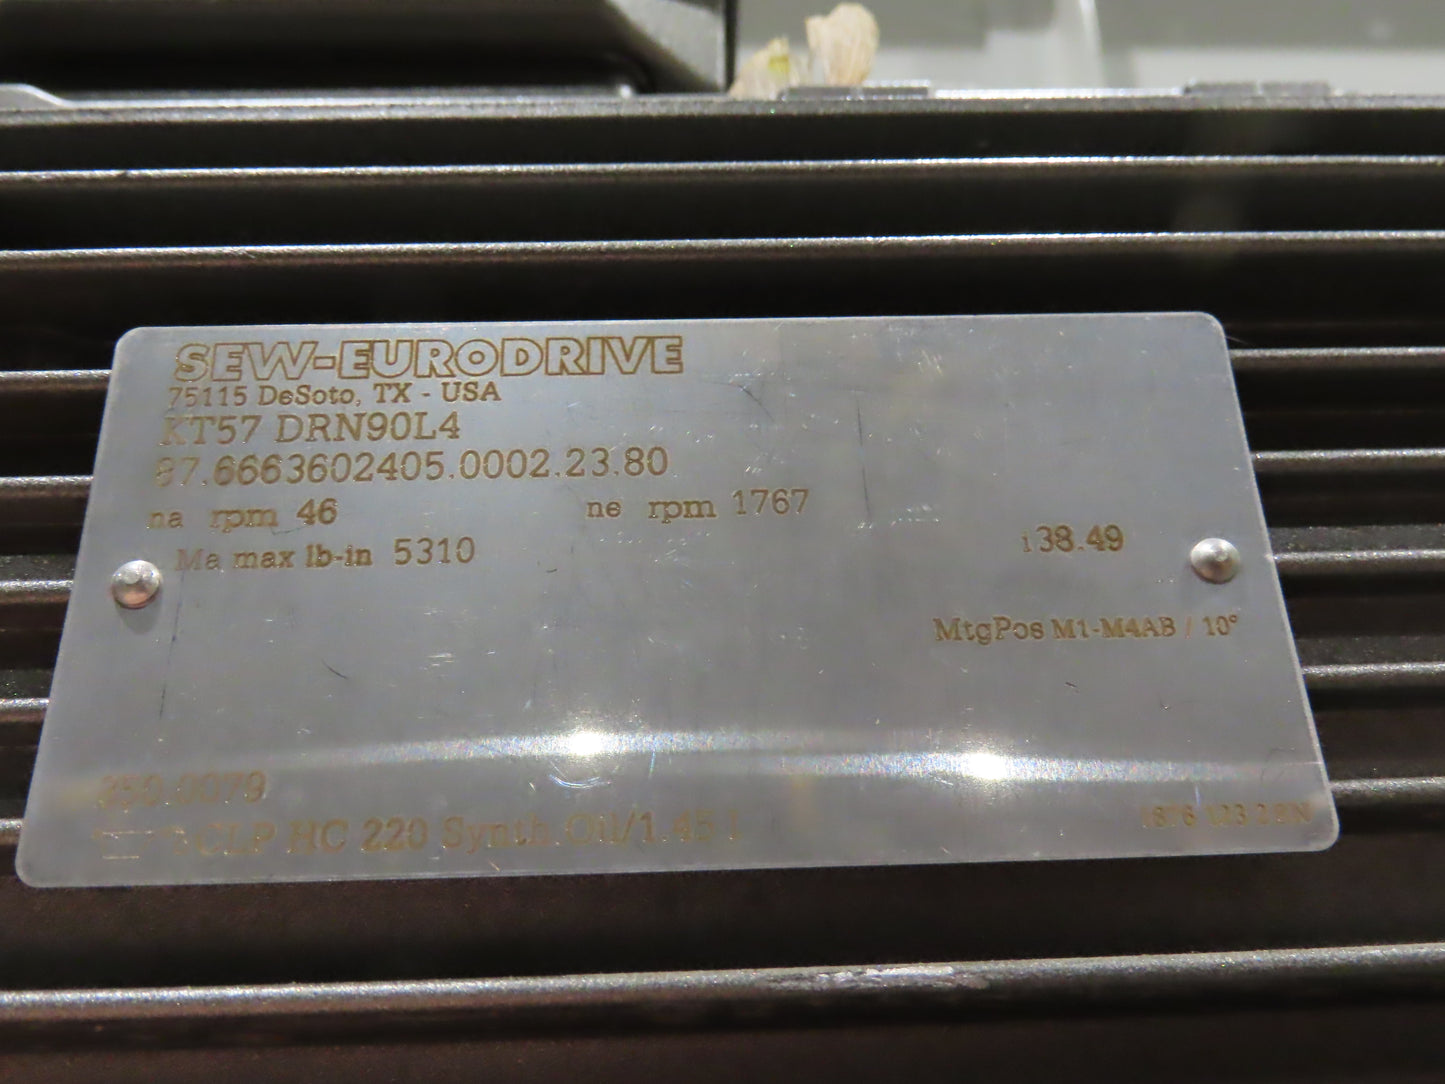 SEW-EURODRIVE
75115 DeSoto, TX - USA
KT57 DRN90L4
87.6663602405.0002.23.80
na rpm 46 ne rpm 1767
Ma max lb-in 5310 i 38.49
MtgPos M1-M4AB / 10°
CLP HC 220 Synth. Oil/1.45 l